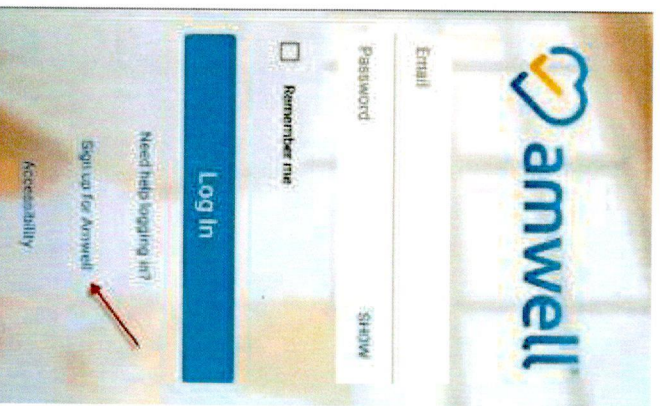 amwell
Email
Password SHOW
Remember me
Log In
Need help logging in?
Sign up for Amwell
Accessibility